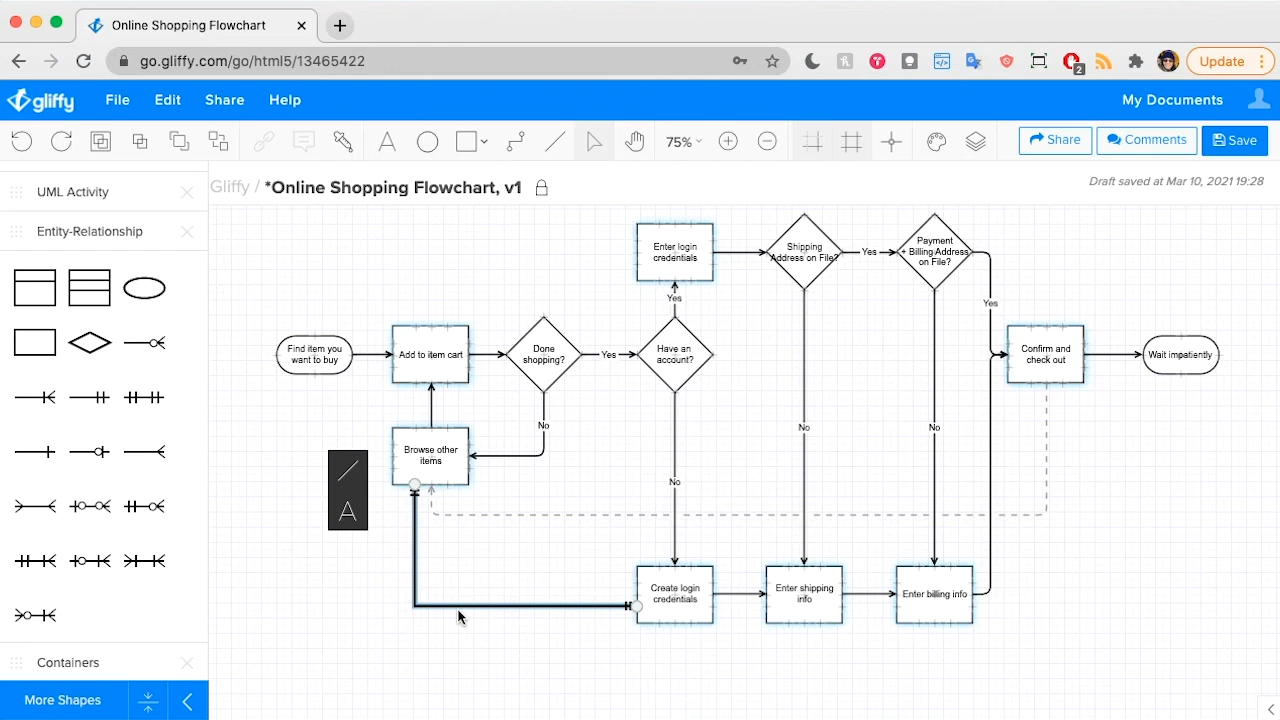 Online Shopping Flowchart
go.gliffy.com/go/html5/13465422
2
Update
gliffy
File
Edit
Share
Help
My Documents
A
75%
Share
Comments
Save
UML Activity
Gliffy / *Online Shopping Flowchart, v1
Draft saved at Mar 10, 2021 19:28
Entity-Relationship
Enter login
credentials
Shipping
Address on File?
Yes
Payment
+ Billing Address
on File?
Yes
Yes
Find item you
want to buy
Add to item cart
Done
shopping?
Yes
Have an
account?
Confirm and
check out
Wait impatiently
No
No
No
Browse other
items
No
A
Create login
credentials
Enter shipping
info
Enter billing info
Containers
More Shapes